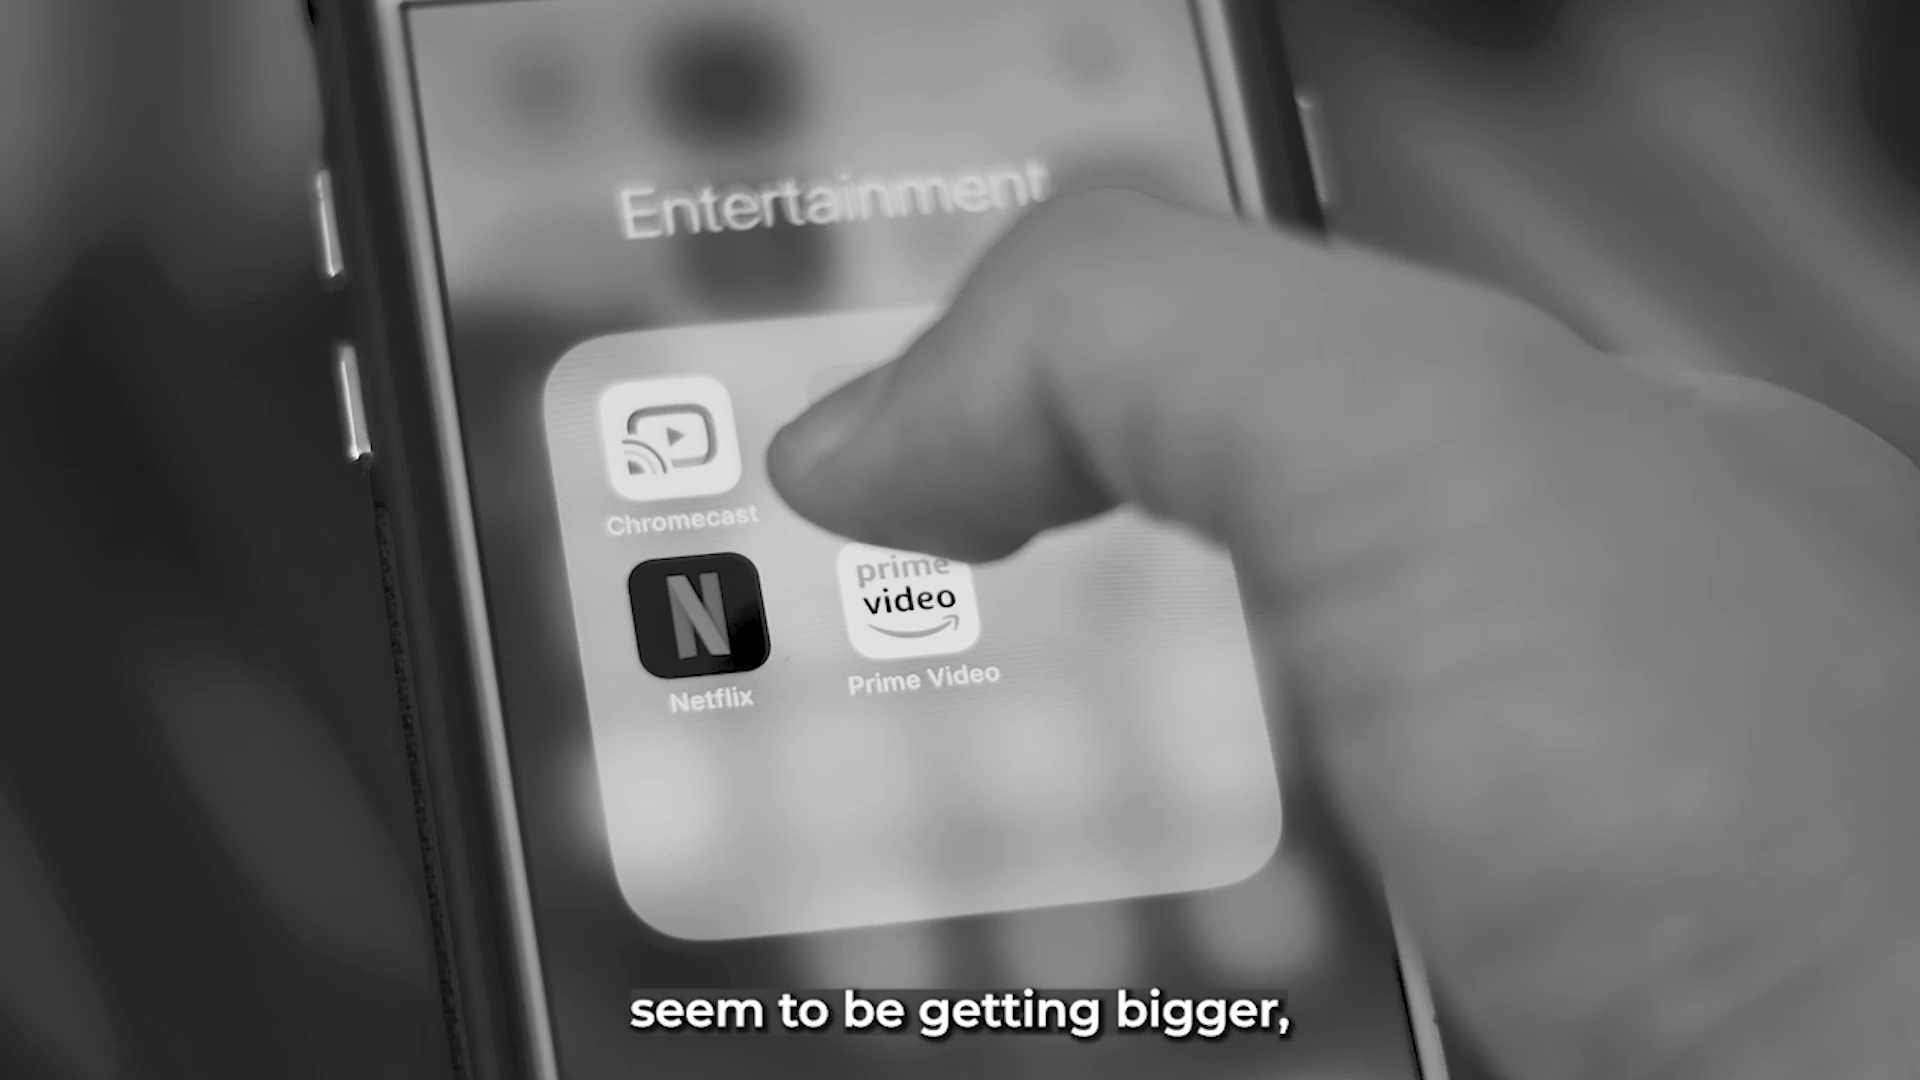 Entertainment
Chromecast
N
prime
video
Netflix
Prime Video
seem to be getting bigger,